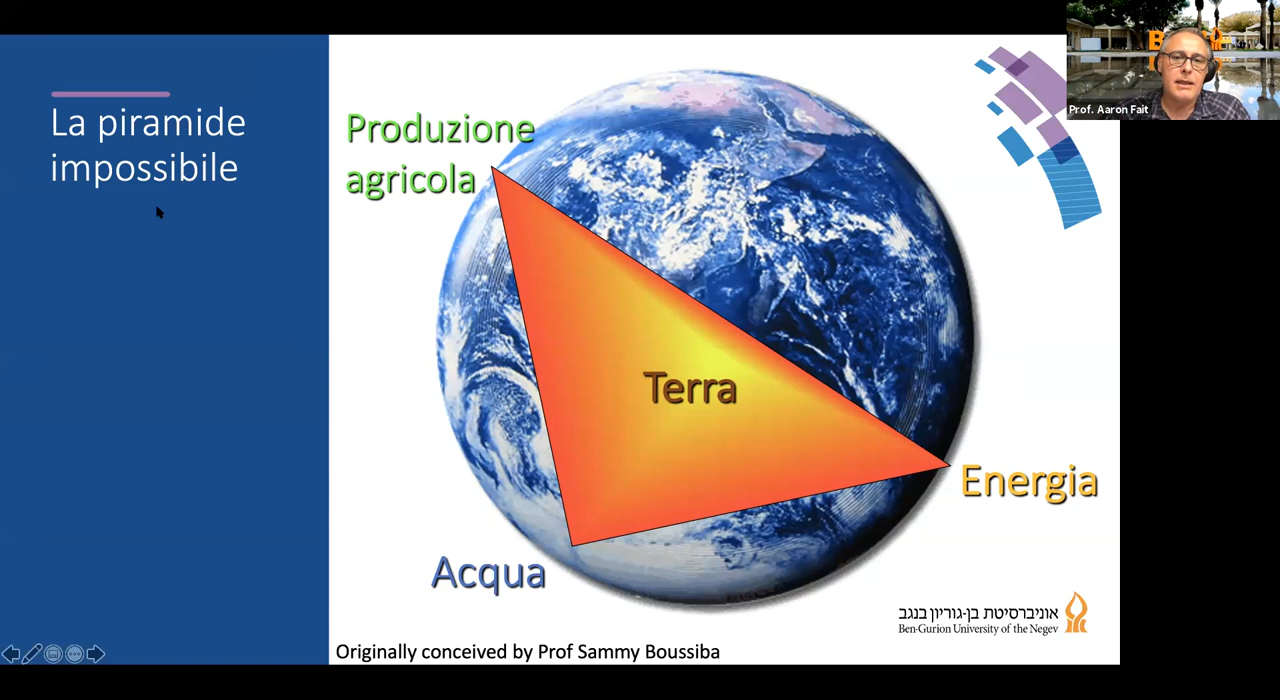 La piramide
impossibile
Produzione
agricola
Terra
Energia
Acqua
אוניברסיטת בן-גוריון בנגב
Ben-Gurion University of the Negev
Originally conceived by Prof Sammy Boussiba
Prof. Aaron Fait